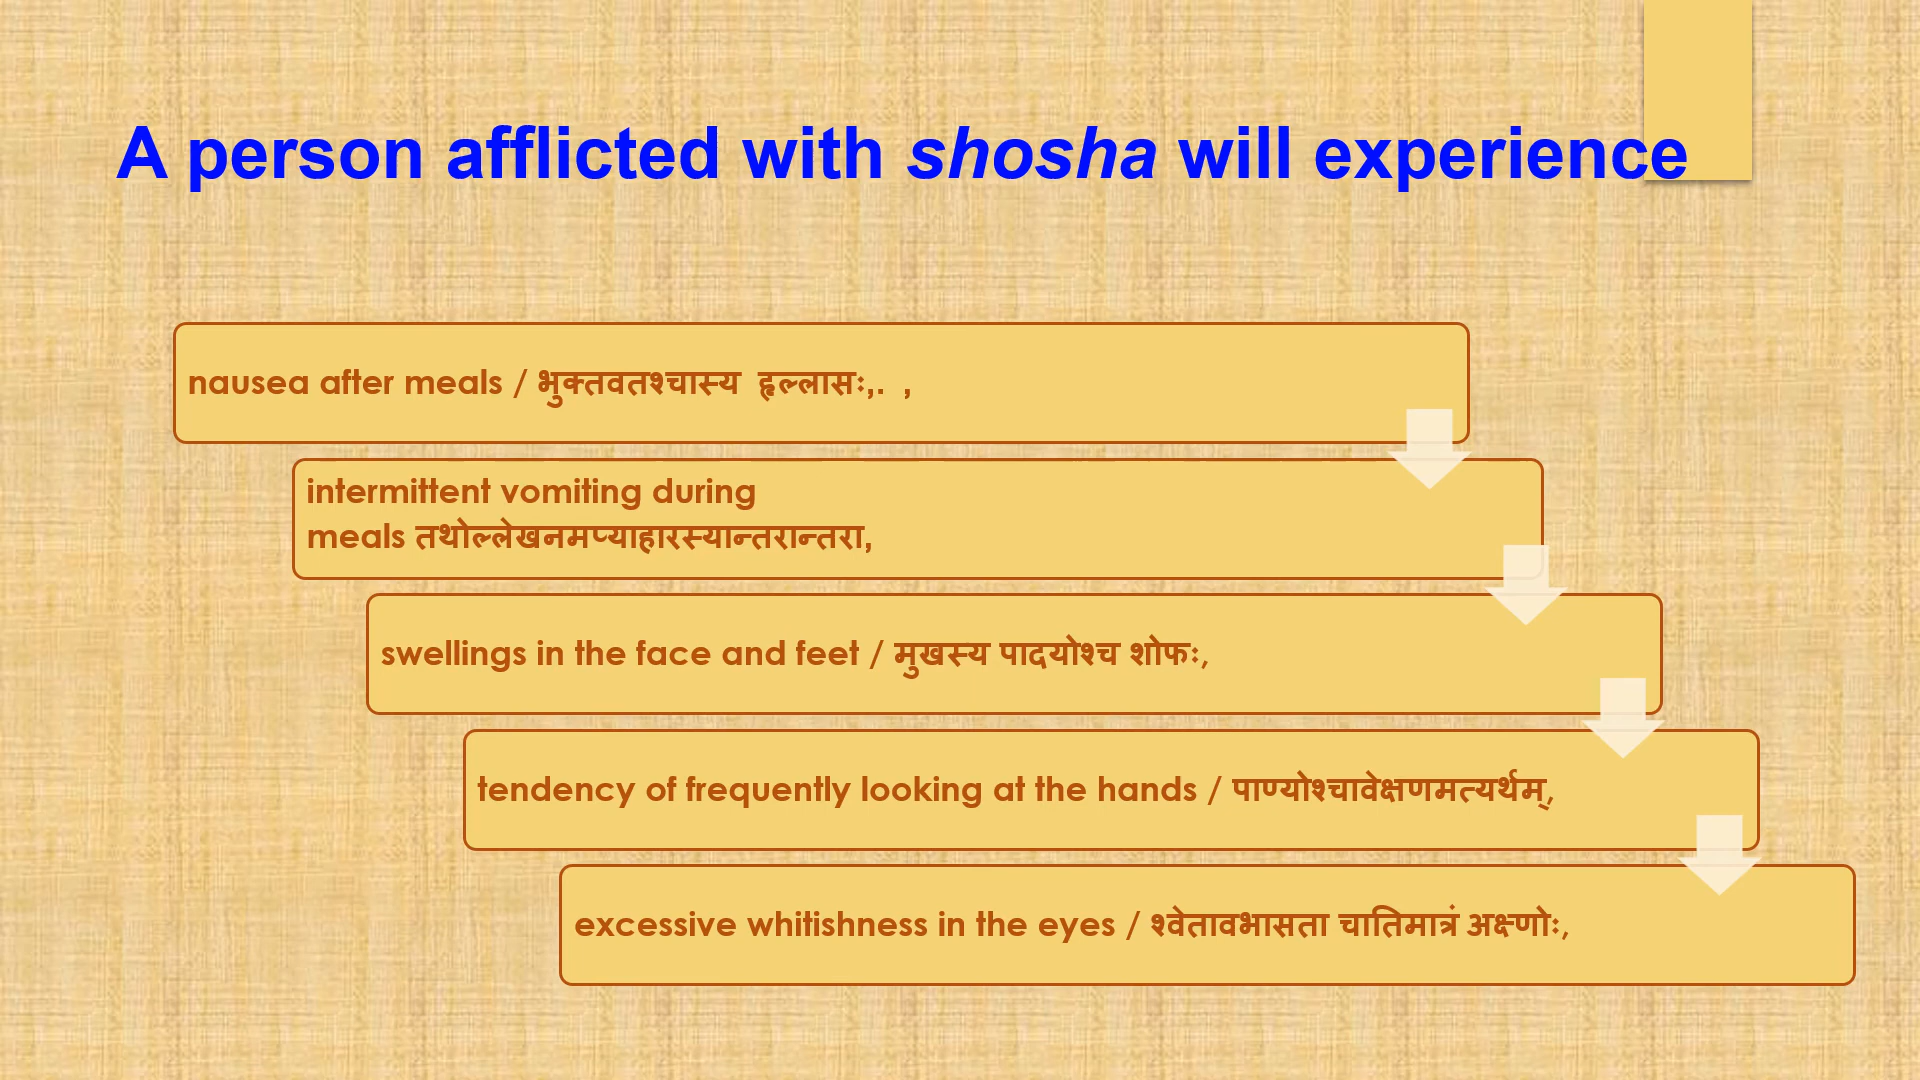 A person afflicted with shosha will experience
nausea after meals / भुक्तवतश्चास्य  हृल्लासः,.  ,
intermittent vomiting during
meals तथोल्लेखनमप्याहारस्यान्तरान्तरा,
swellings in the face and feet / मुखस्य पादयोश्च शोफः,
tendency of frequently looking at the hands / पाण्योश्चावेक्षणमत्यर्थम्,
excessive whitishness in the eyes / श्वेतावभासता चातिमात्रं अक्ष्णोः,